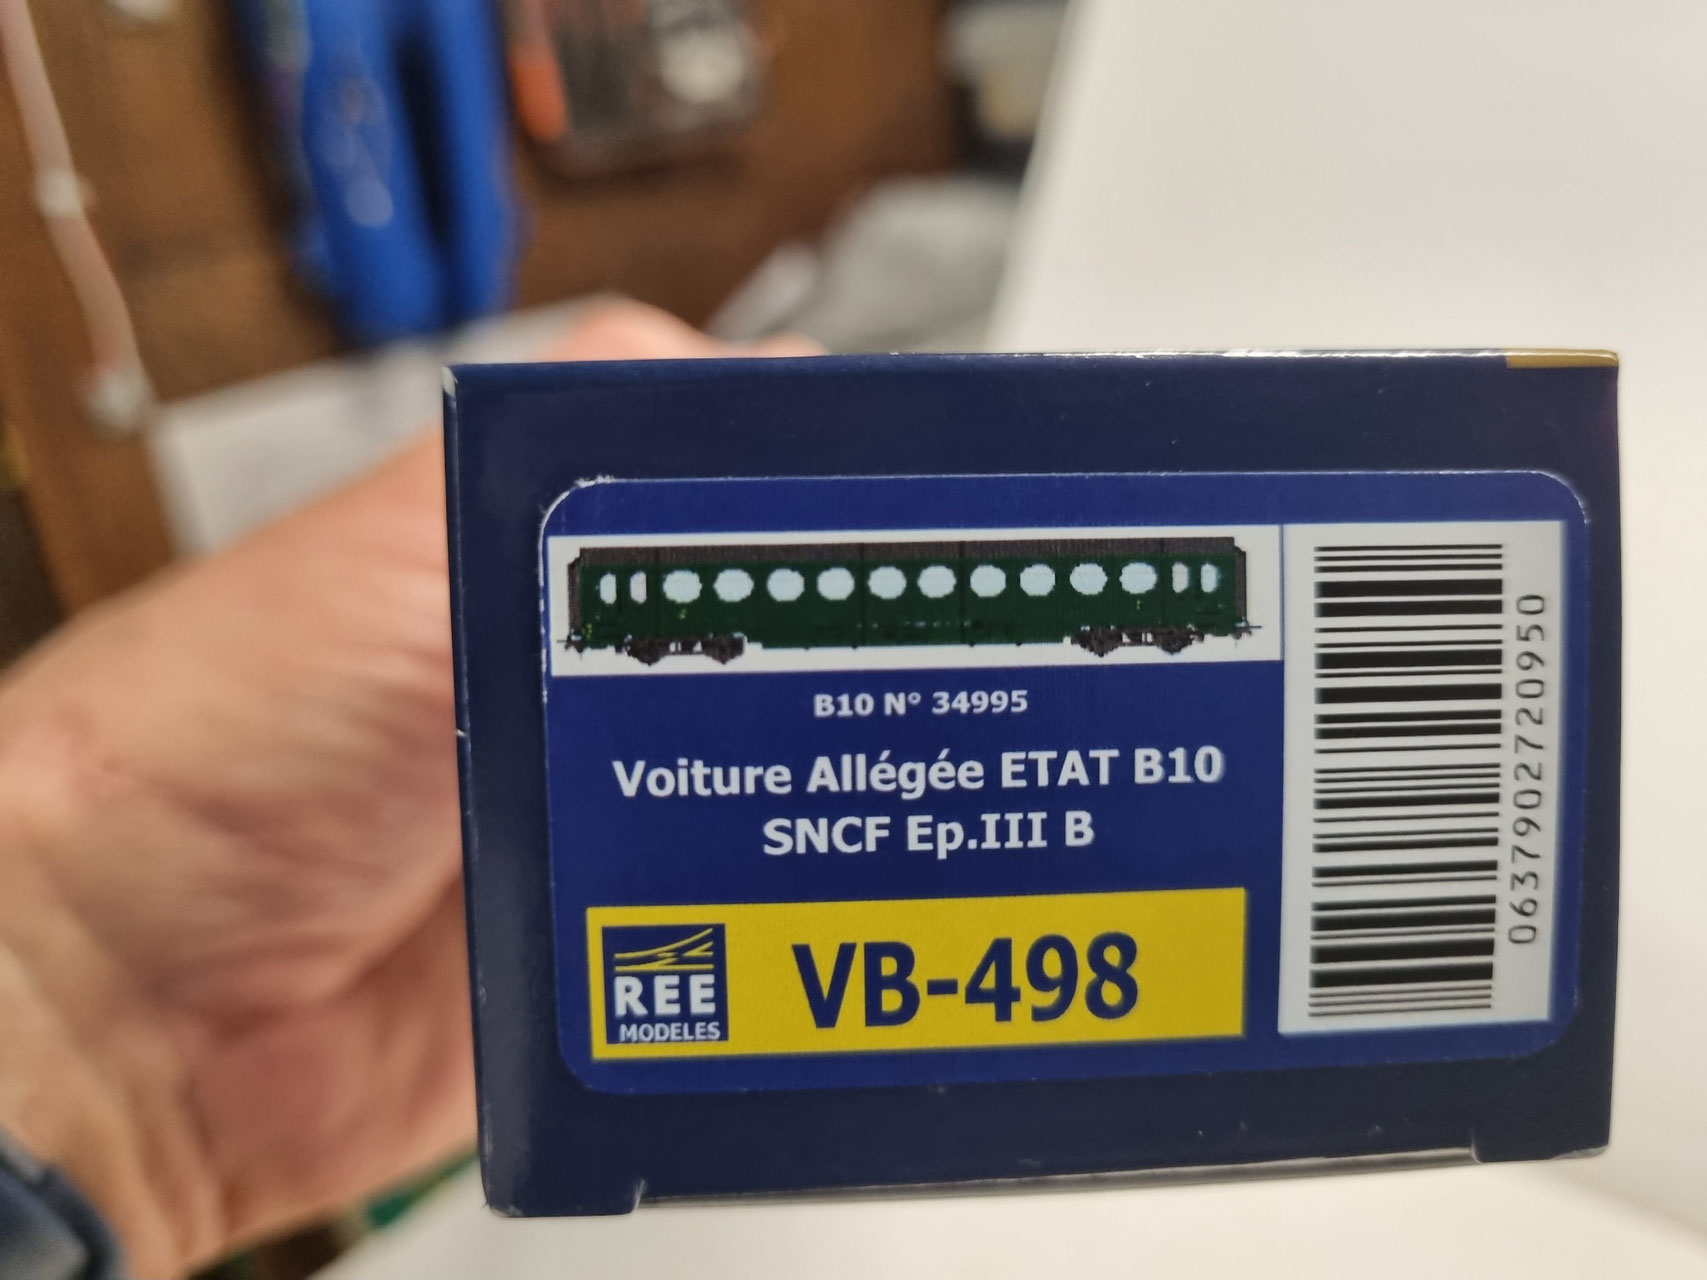 B10 N° 34995
Voiture Allégée ETAT B10
SNCF Ep.III B
REE
MODELES
VB-498
0637902720950